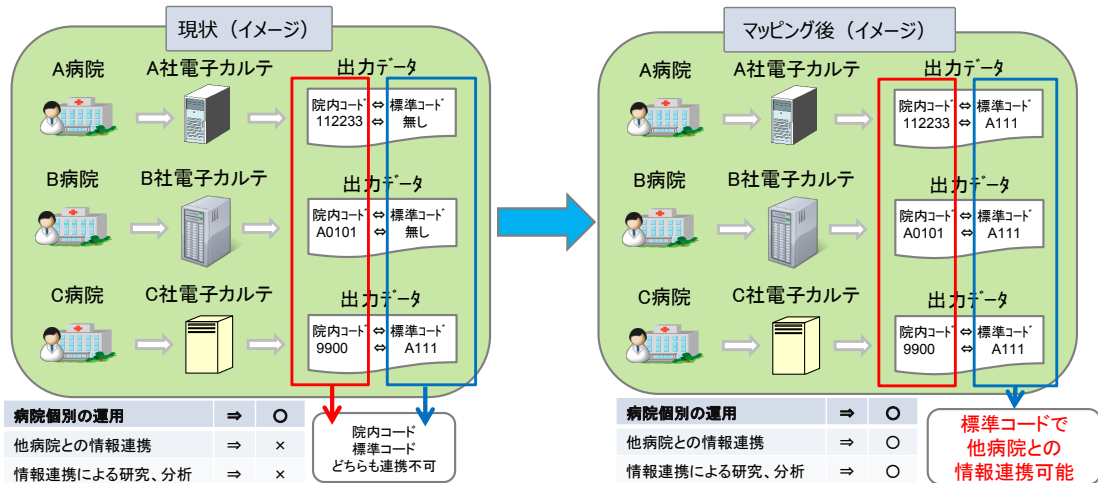 現状（イメージ）
A病院
A社電子カルテ
出力データ
院内コード ⇔ 標準コード
112233 ⇔ 無し
B病院
B社電子カルテ
出力データ
院内コード ⇔ 標準コード
A0101 ⇔ 無し
C病院
C社電子カルテ
出力データ
院内コード ⇔ 標準コード
9900 ⇔ A111
病院個別の運用 ⇒ ○
他病院との情報連携 ⇒ ×
情報連携による研究、分析 ⇒ ×
院内コード
標準コード
どちらも連携不可
マッピング後（イメージ）
A病院
A社電子カルテ
出力データ
院内コード ⇔ 標準コード
112233 ⇔ A111
B病院
B社電子カルテ
出力データ
院内コード ⇔ 標準コード
A0101 ⇔ A111
C病院
C社電子カルテ
出力データ
院内コード ⇔ 標準コード
9900 ⇔ A111
病院個別の運用 ⇒ ○
他病院との情報連携 ⇒ ○
情報連携による研究、分析 ⇒ ○
標準コードで
他病院との
情報連携可能